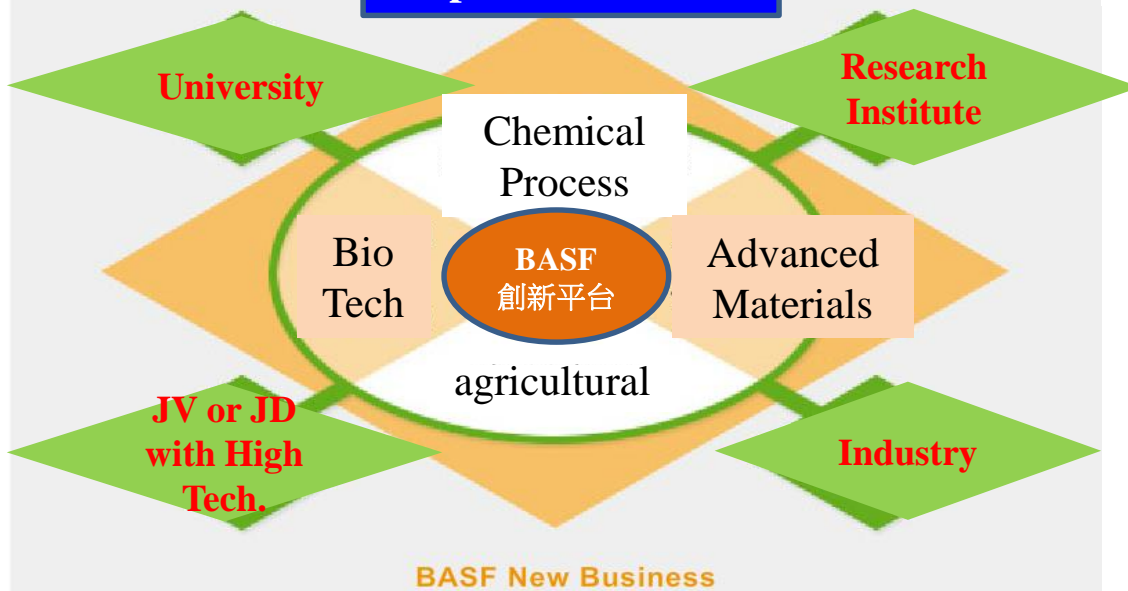 University
Research
Institute
Chemical
Process
Bio
Tech
BASF
創新平台
Advanced
Materials
agricultural
JV or JD
with High
Tech.
Industry
BASF New Business